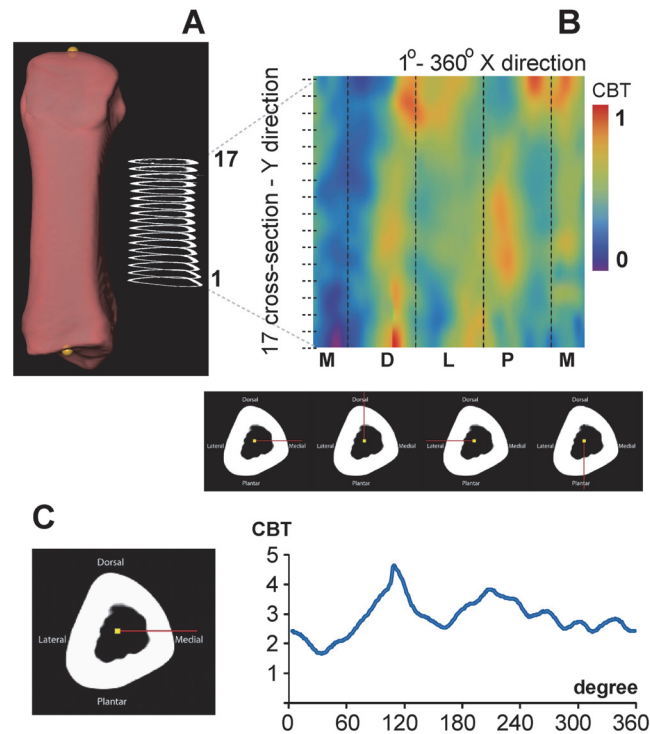 A
B
1° - 360° X direction
17
1
17 cross-section - Y direction
CBT
1
0
M D L P M
Dorsal Dorsal Dorsal Dorsal
Lateral Medial Lateral Medial Lateral Medial Lateral Medial
Plantar Plantar Plantar Plantar
C
Dorsal
Lateral Medial
Plantar
CBT
5
4
3
2
1
degree
0 60 120 180 240 300 360